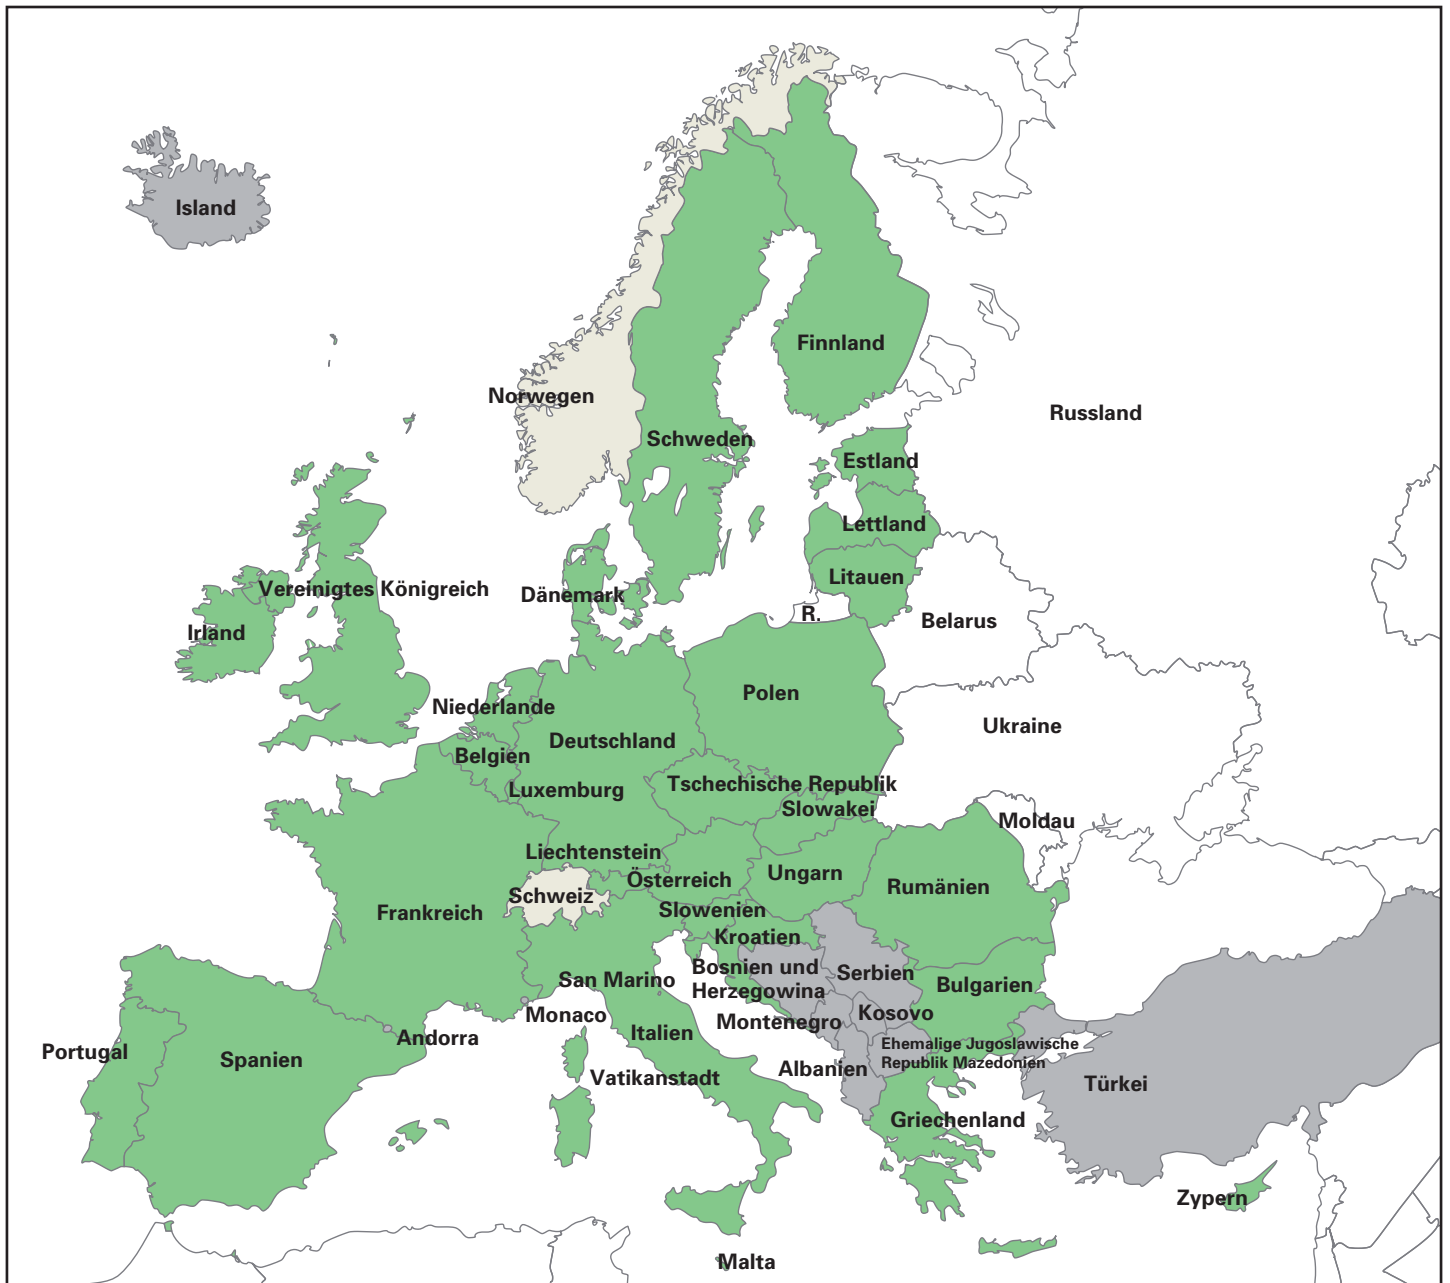 Island
Finnland
Norwegen
Russland
Schweden
Estland
Lettland
Litauen
Vereinigtes Königreich
Dänemark
R.
Belarus
Irland
Polen
Niederlande
Ukraine
Deutschland
Belgien
Tschechische Republik
Luxemburg
Slowakei
Moldau
Liechtenstein
Ungarn
Österreich
Rumänien
Schweiz
Slowenien
Frankreich
Kroatien
Bosnien und
Herzegowina
Serbien
San Marino
Bulgarien
Monaco
Kosovo
Montenegro
Italien
Andorra
Ehemalige Jugoslawische
Republik Mazedonien
Portugal
Spanien
Albanien
Vatikanstadt
Türkei
Griechenland
Zypern
Malta